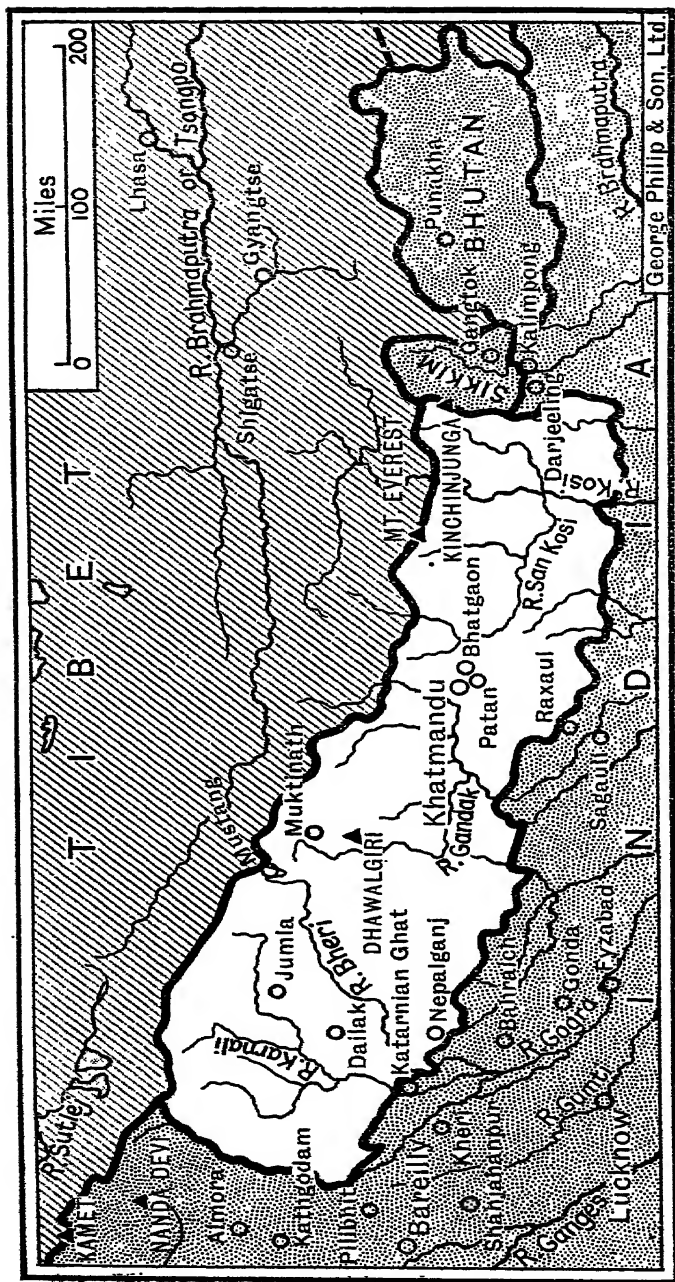 Miles
0 100 200
Lhasa
R. Brahmaputra or Tsangpo
Gyangtse
Shigatse
TIBET
R. Sutlej
KAMET
NANDA DEVI
Almora
Kathgodam
Pilibhit
Bareilly
Shahjahanpur
Kheri
R. Ganges
Lucknow
R. Gumti
R. Gogra
Fyzabad
Gonda
Bahraich
Nepalganj
Katarnian Ghat
Dailak
R. Karnali
Jumla
R. Bheri
Mustang
Muktinath
DHAWALGIRI
R. Gandak
Khatmandu
Patan
Bhatgaon
Raxaul
Sagauli
R. San Kosi
MT. EVEREST
KINCHINJUNGA
Darjeeling
R. Kosi
SIKKIM
Gangtok
Kalimpong
Punakha
BHUTAN
R. Brahmaputra
INDIA
George Philip & Son, Ltd.